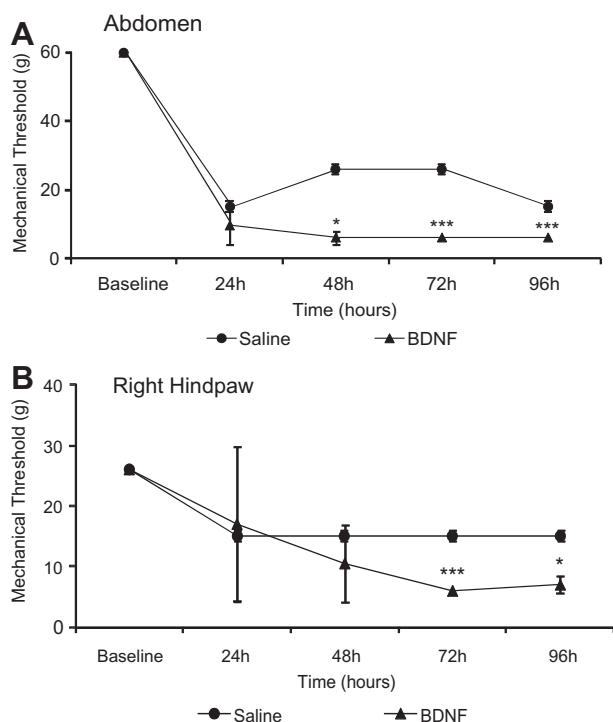 A Abdomen
Mechanical Threshold (g)
60
40
20
0
* *** ***
Baseline 24h 48h 72h 96h
Time (hours)
Saline BDNF
B Right Hindpaw
Mechanical Threshold (g)
40
30
20
10
0
*** *
Baseline 24h 48h 72h 96h
Time (hours)
Saline BDNF